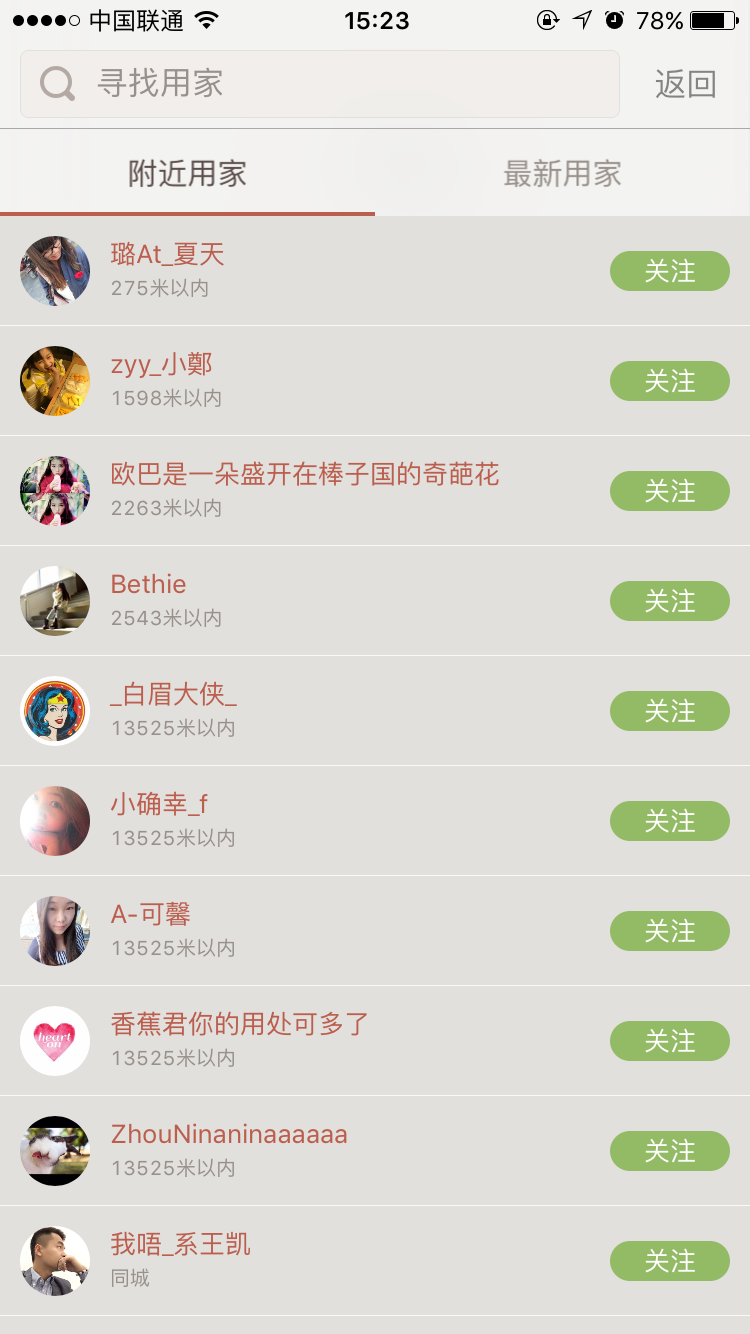 中国联通
15:23
78%
寻找用家
返回
附近用家
最新用家
璐At_夏天
275米以内
关注
zyy_小鄭
1598米以内
关注
欧巴是一朵盛开在棒子国的奇葩花
2263米以内
关注
Bethie
2543米以内
关注
_白眉大侠_
13525米以内
关注
小确幸_f
13525米以内
关注
A-可馨
13525米以内
关注
heart
on
香蕉君你的用处可多了
13525米以内
关注
ZhouNinaninaaaaaa
13525米以内
关注
我唔_系王凯
同城
关注